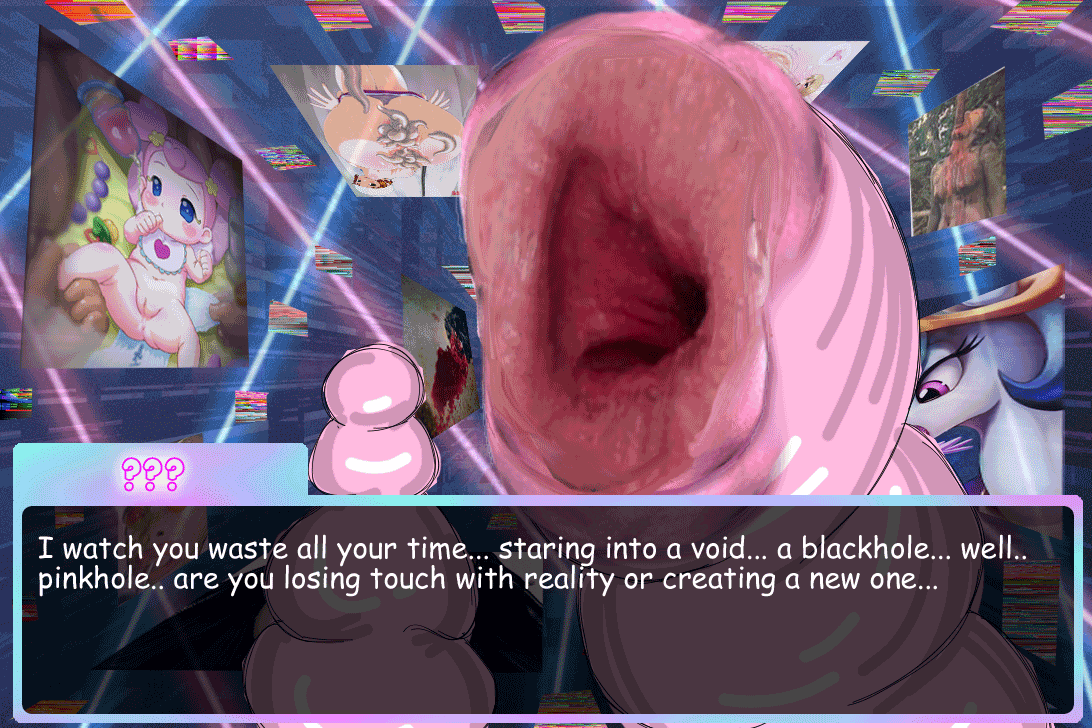 ???
I watch you waste all your time... staring into a void... a blackhole... well..
pinkhole.. are you losing touch with reality or creating a new one...